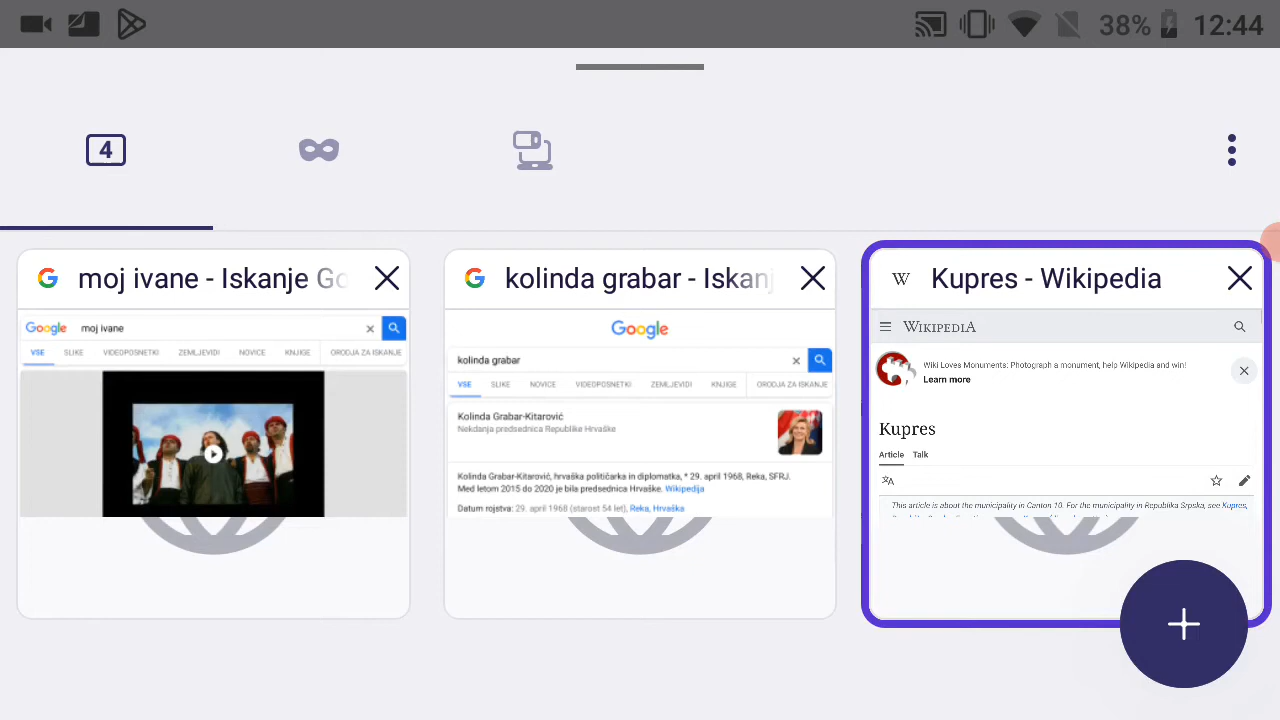 38% 12:44
4
moj ivane - Iskanje Go
Google moj ivane
VSE SLIKE VIDEOPOSNETKI ZEMLJEVIDI NOVICE KNJIGE ORODJA ZA ISKANJE
kolinda grabar - Iskanj
Google
kolinda grabar
VSE SLIKE NOVICE VIDEOPOSNETKI ZEMLJEVIDI KNJIGE ORODJA ZA ISKANJE
Kolinda Grabar-Kitarović
Nekdanja predsednica Republike Hrvaške
Kolinda Grabar-Kitarović, hrvaška političarka in diplomatka, * 29. april 1968, Reka, SFRJ.
Med letom 2015 do 2020 je bila predsednica Hrvaške. Wikipedija
Datum rojstva: 29. april 1968 (starost 54 let), Reka, Hrvaška
W Kupres - Wikipedia
WIKIPEDIA
Wiki Loves Monuments: Photograph a monument, help Wikipedia and win!
Learn more
Kupres
Article Talk
This article is about the municipality in Canton 10. For the municipality in Republika Srpska, see Kupres,